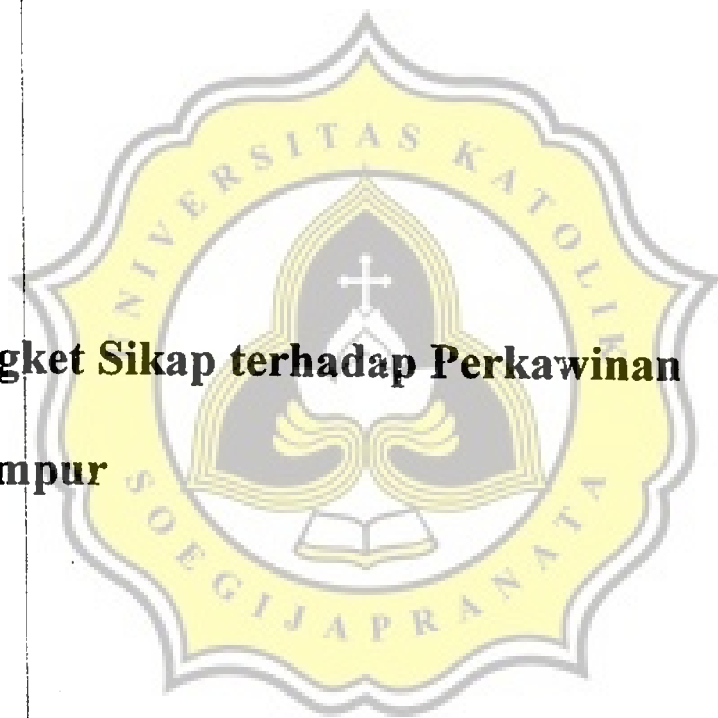 UNIVERSITAS KATOLIK
gket Sikap terhadap Perkawinan
mpur
SOEGIJAPRANATA